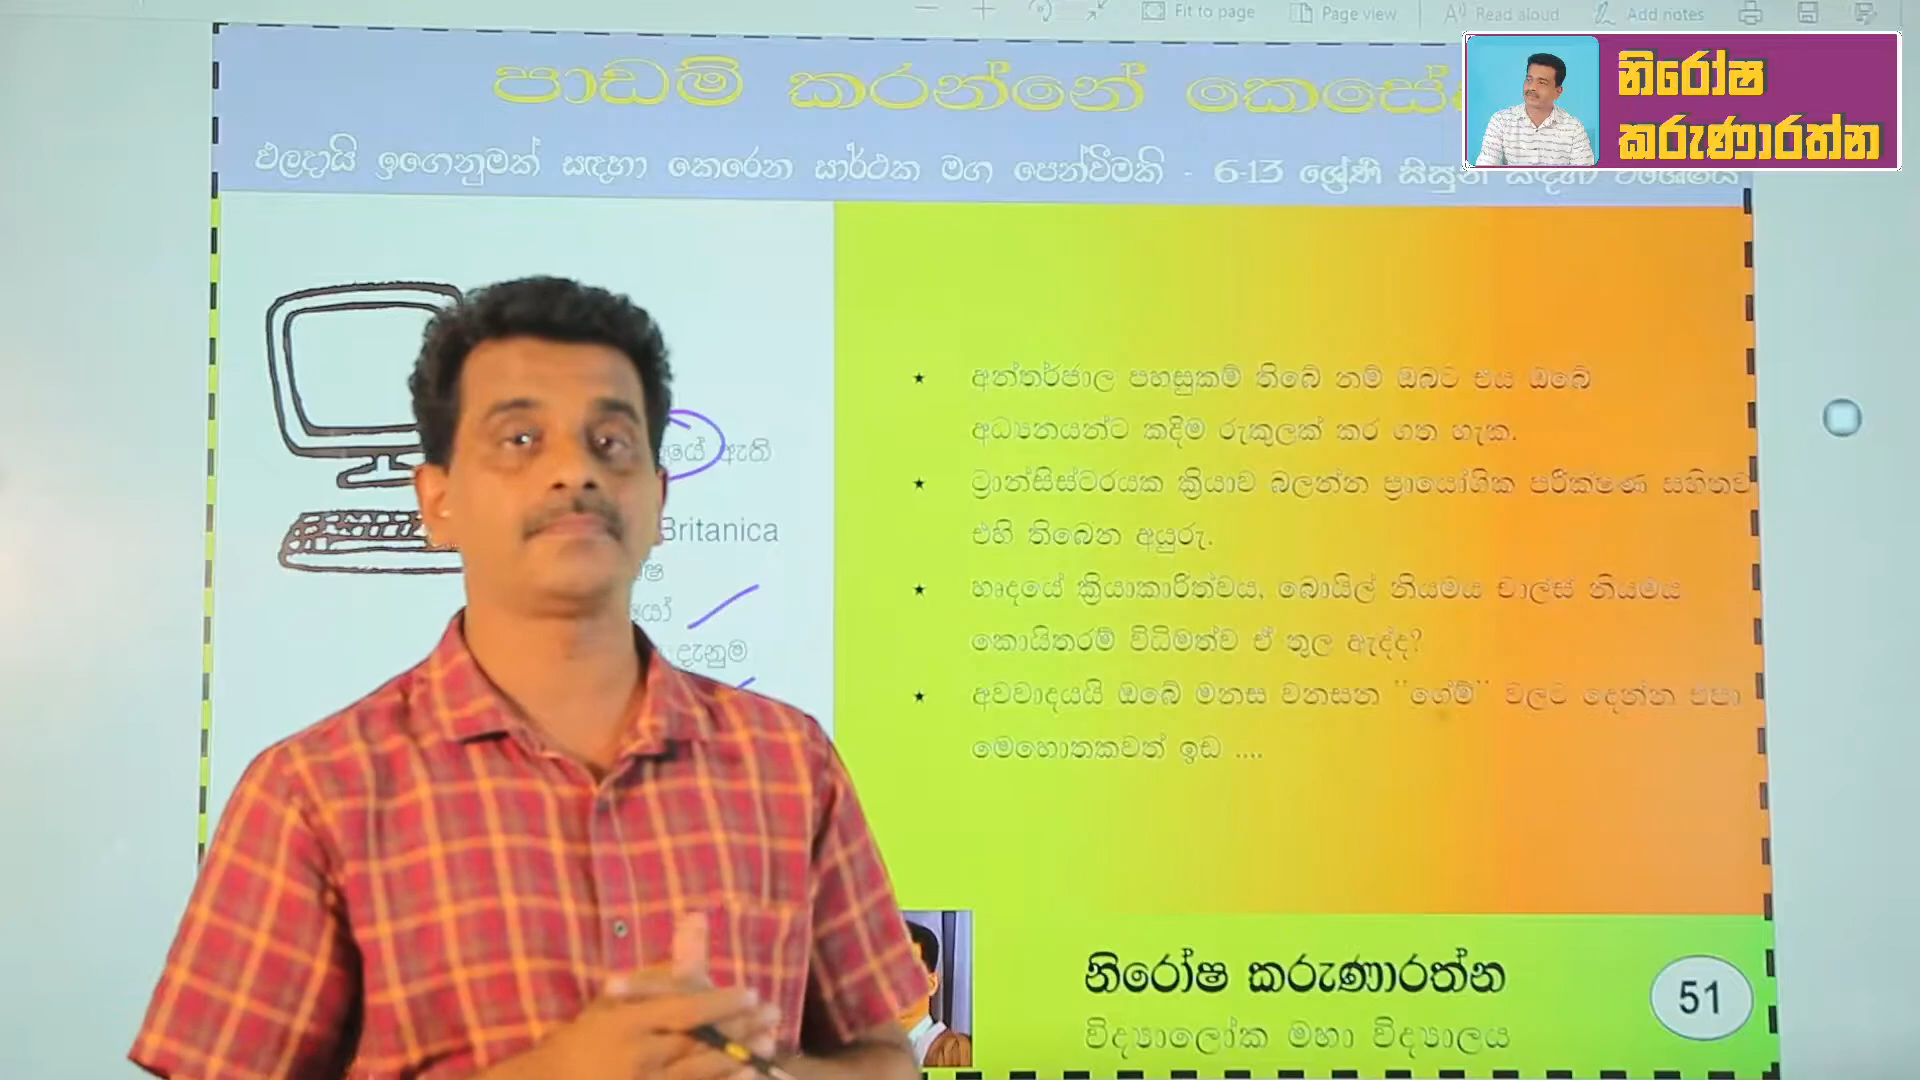 Fit to page
Page view
Read aloud
Add notes
පාඩම් කරන්නේ
නිරෝෂ
කරුණාරත්න
ඵලදායි ඉගෙනුමක් සඳහා කෙරෙන සාර්ථක මග පෙන්වීමකි - 6-13 ශ්‍රේණි සිසුන් සඳහා
ඇති
Britanica
දැනුම
★ අන්තර්ජාල පහසුකම් තිබේ නම් ඔබට එය ඔබේ
අධ්‍යනයන්ට කදිම රුකුලක් කර ගත හැක.
★ ට්‍රාන්සිස්ටරයක ක්‍රියාව බලන්න ප්‍රායෝගික පරීක්ෂණ සහිතව
එහි තිබෙන අයුරු.
★ හෘදයේ ක්‍රියාකාරිත්වය, බොයිල් නියමය චාල්ස් නියමය
කොයිතරම් විධිමත්ව ඒ තුල ඇද්ද?
★ අවවාදයයි ඔබේ මනස වනසන "ගේම්" වලට දෙන්න එපා
මෙහොතකවත් ඉඩ ....
නිරෝෂ කරුණාරත්න
විද්‍යාලෝක මහා විද්‍යාලය
51